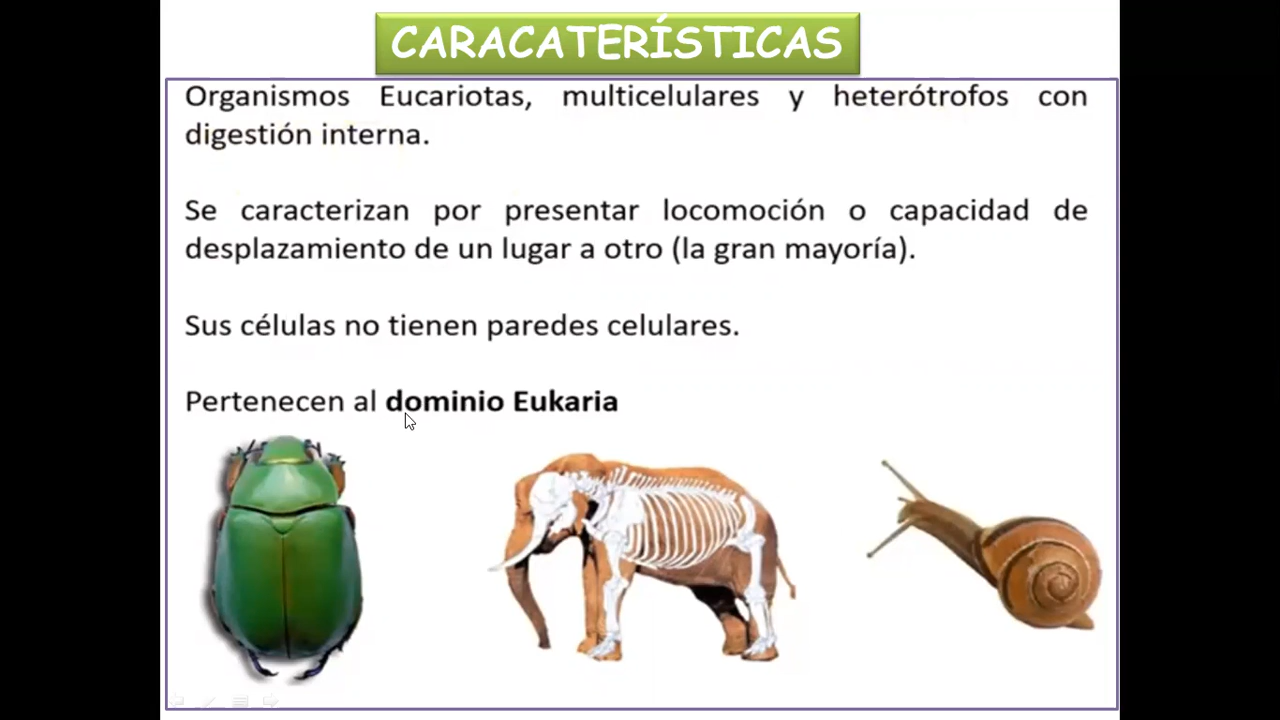 CARACATERÍSTICAS
Organismos Eucariotas, multicelulares y heterótrofos con
digestión interna.
Se caracterizan por presentar locomoción o capacidad de
desplazamiento de un lugar a otro (la gran mayoría).
Sus células no tienen paredes celulares.
Pertenecen al dominio Eukaria